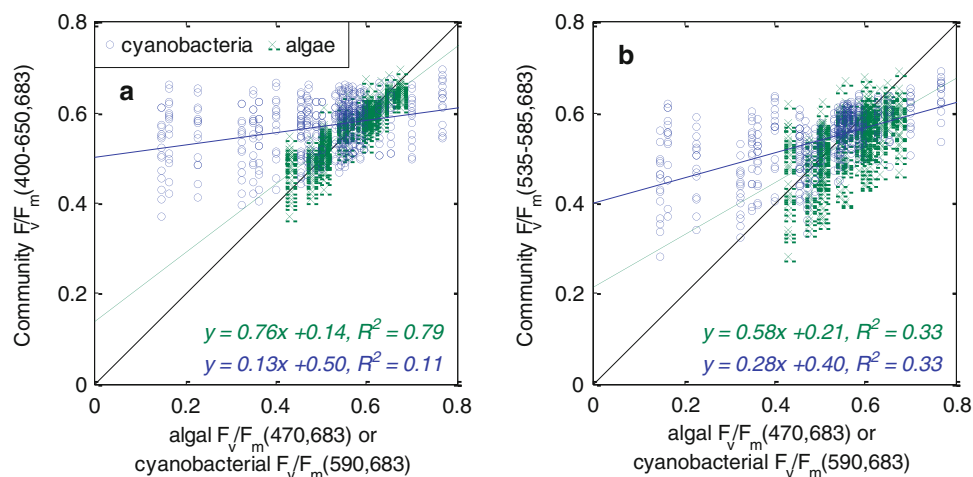 cyanobacteria algae
a
Community Fv/Fm(400-650,683)
0.8
0.6
0.4
0.2
0
0 0.2 0.4 0.6 0.8
y = 0.76x +0.14, R2 = 0.79
y = 0.13x +0.50, R2 = 0.11
algal Fv/Fm(470,683) or
cyanobacterial Fv/Fm(590,683)
b
Community Fv/Fm(535-585,683)
0.8
0.6
0.4
0.2
0
0 0.2 0.4 0.6 0.8
y = 0.58x +0.21, R2 = 0.33
y = 0.28x +0.40, R2 = 0.33
algal Fv/Fm(470,683) or
cyanobacterial Fv/Fm(590,683)